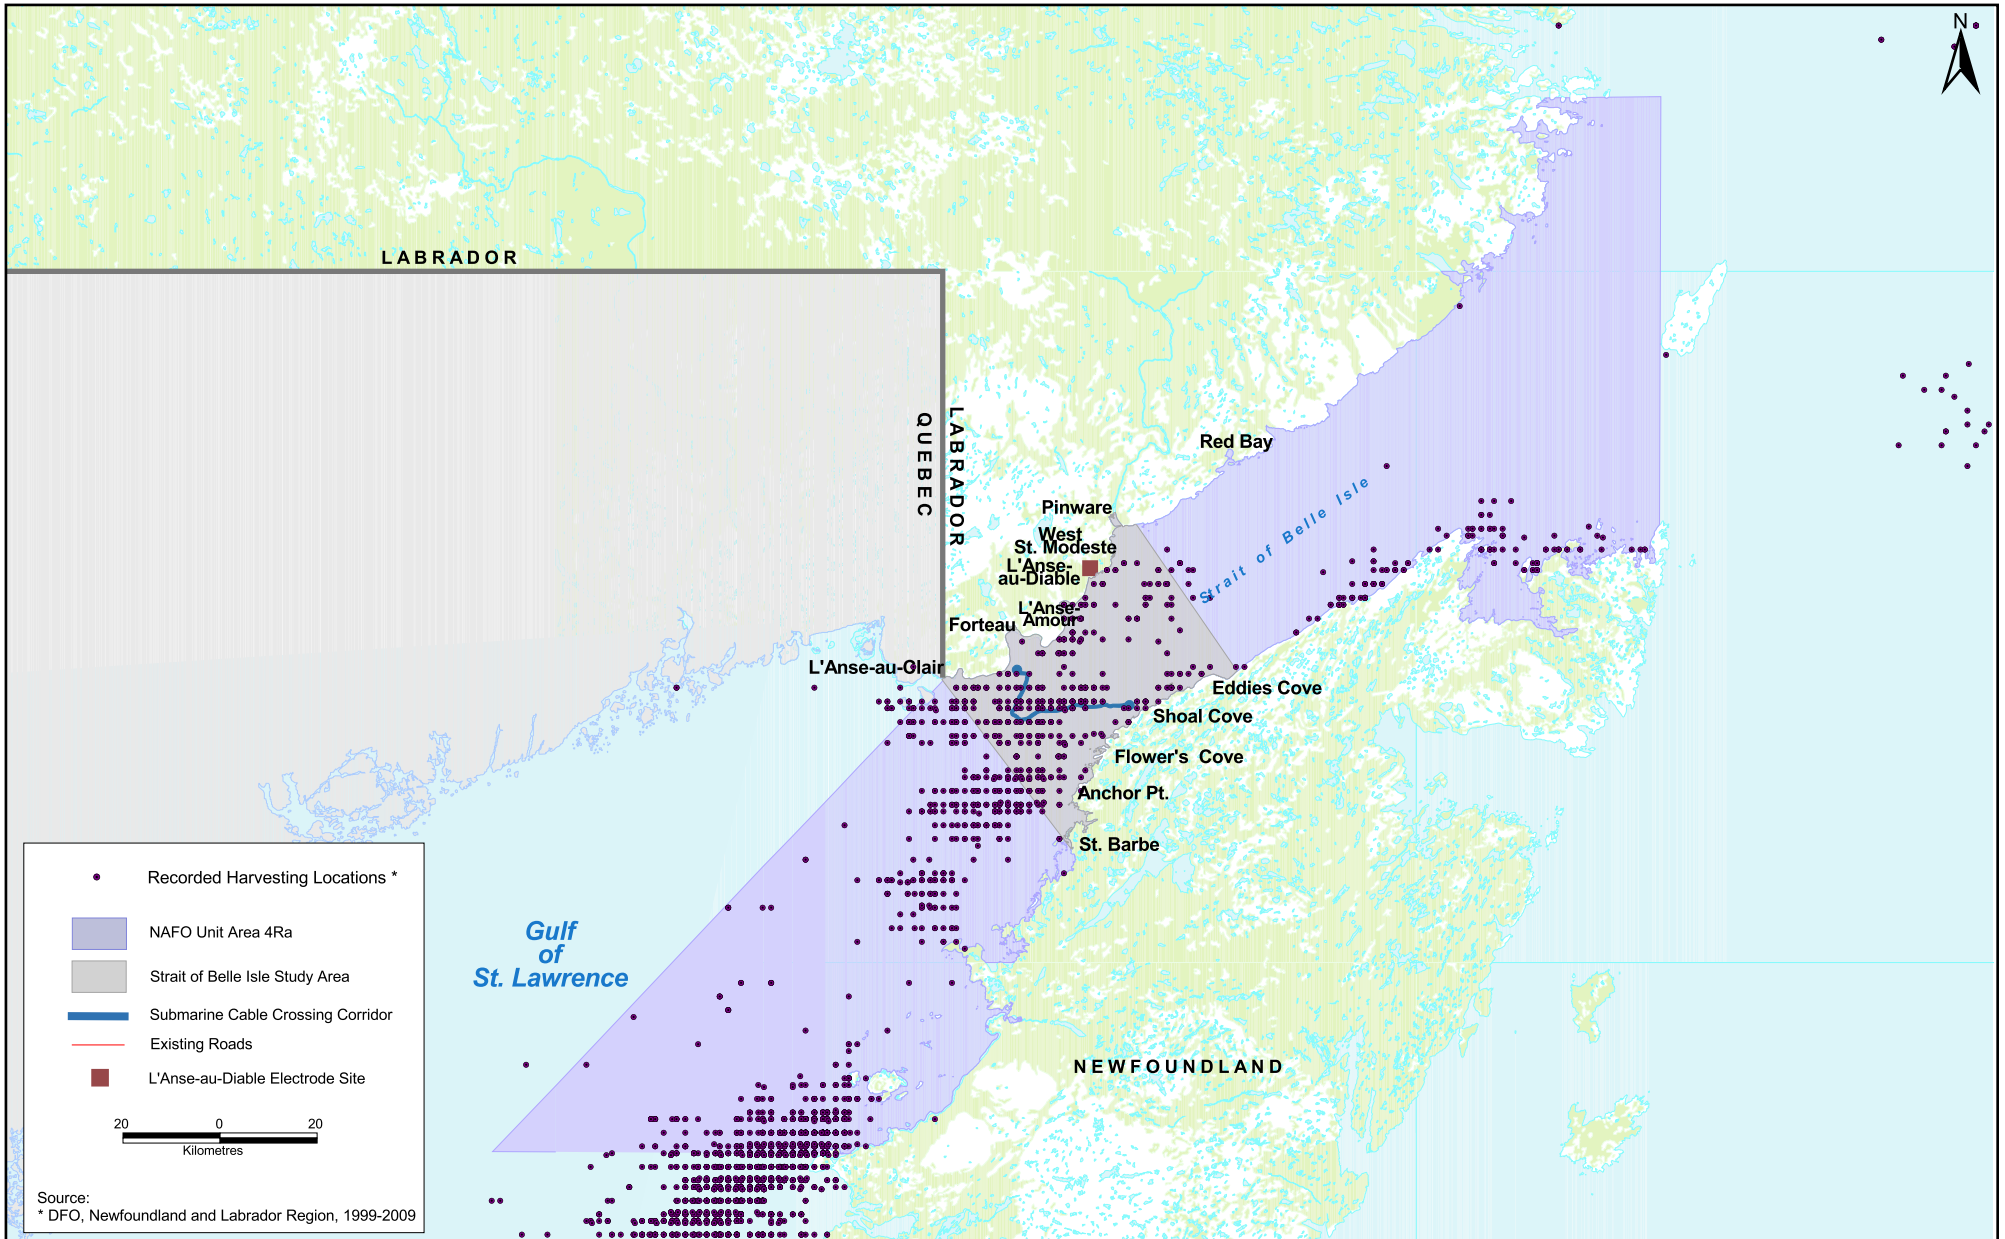 N
LABRADOR
QUEBEC
LABRADOR
Red Bay
Pinware
West
St. Modeste
L'Anse-
au-Diable
L'Anse-
Amour
Forteau
L'Anse-au-Clair
Strait of Belle Isle
Eddies Cove
Shoal Cove
Flower's Cove
Anchor Pt.
St. Barbe
Gulf
of
St. Lawrence
NEWFOUNDLAND
Recorded Harvesting Locations *
NAFO Unit Area 4Ra
Strait of Belle Isle Study Area
Submarine Cable Crossing Corridor
Existing Roads
L'Anse-au-Diable Electrode Site
20 0 20
Kilometres
Source:
* DFO, Newfoundland and Labrador Region, 1999-2009